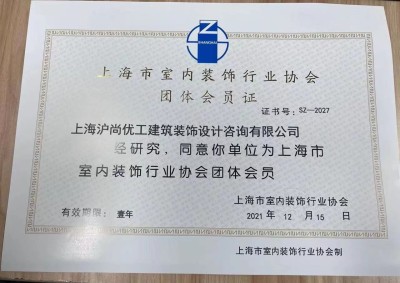 上海市室内装饰行业协会
团体会员证
证书号：SZ—2027
上海沪尚优工建筑装饰设计咨询有限公司
经研究，同意你单位为上海市
室内装饰行业协会团体会员
上海市室内装饰行业协会
有效期限：壹年
2021 年 12 月 15 日
上海市室内装饰行业协会制